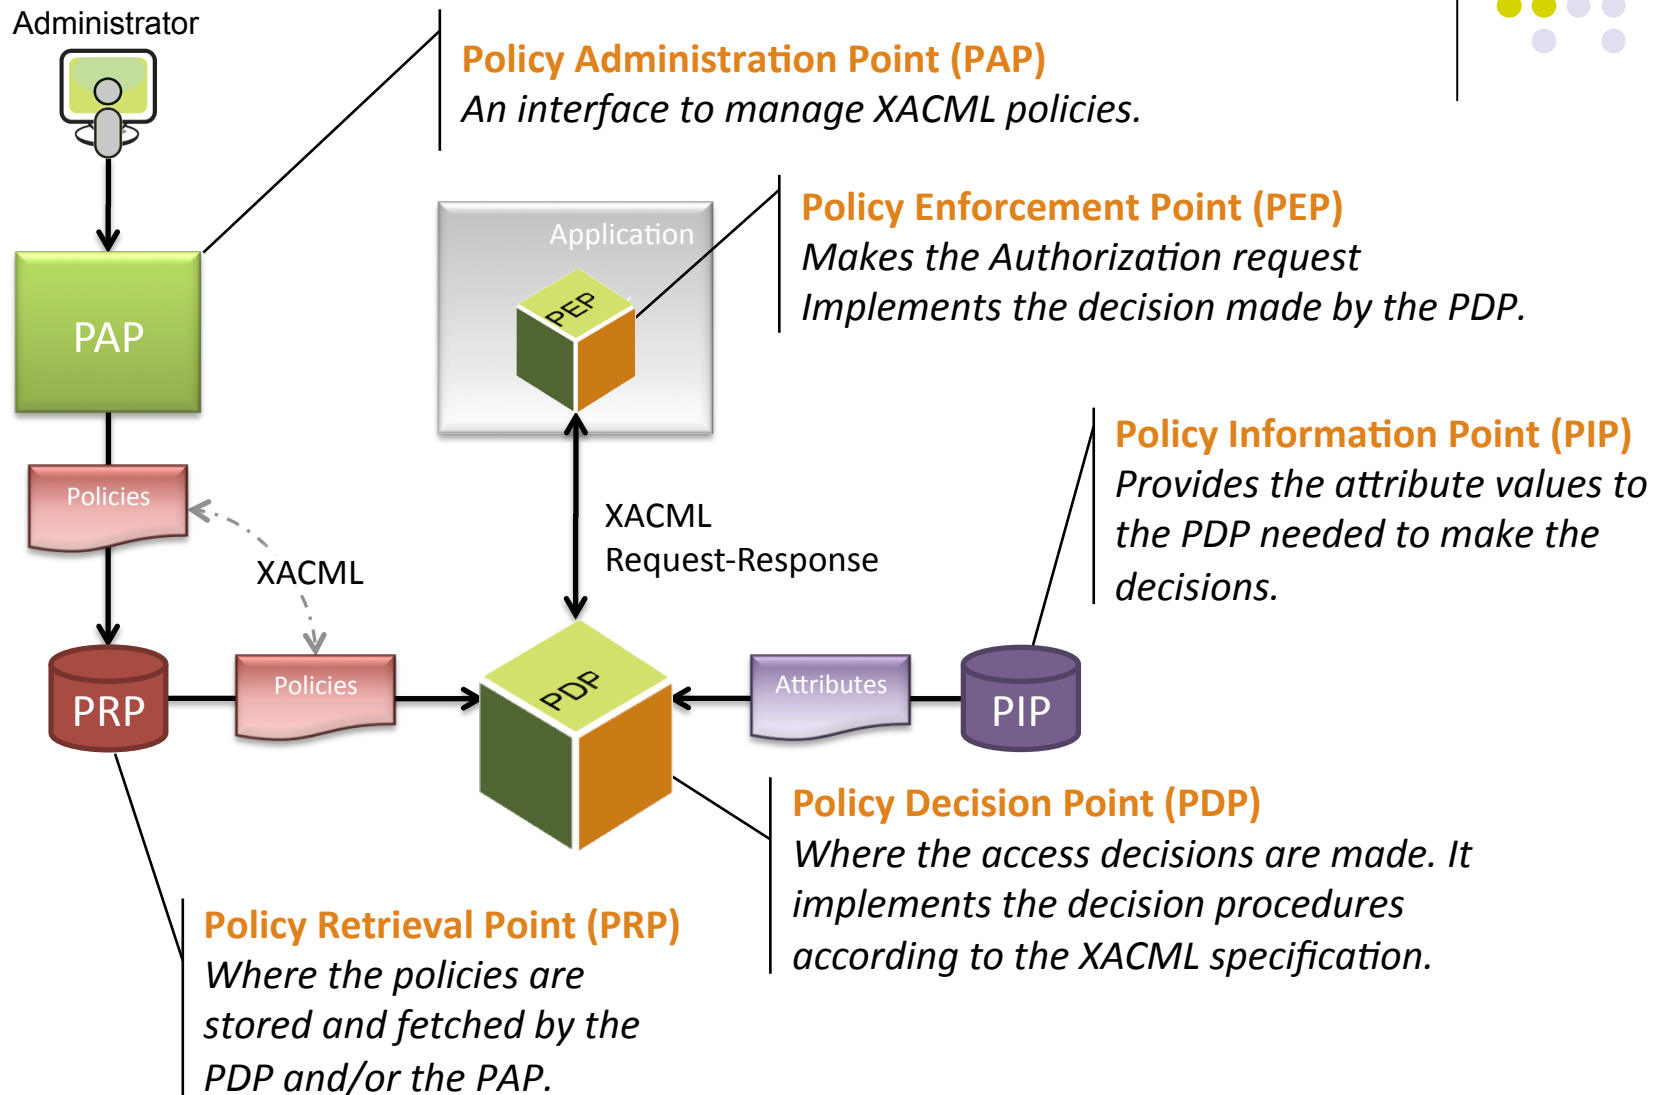 Administrator
Policy Administration Point (PAP)
An interface to manage XACML policies.
Policy Enforcement Point (PEP)
Makes the Authorization request
Implements the decision made by the PDP.
Application
PEP
PAP
Policy Information Point (PIP)
Provides the attribute values to
the PDP needed to make the
decisions.
Policies
XACML
Request-Response
XACML
PRP
Policies
PDP
Attributes
PIP
Policy Decision Point (PDP)
Where the access decisions are made. It
implements the decision procedures
according to the XACML specification.
Policy Retrieval Point (PRP)
Where the policies are
stored and fetched by the
PDP and/or the PAP.